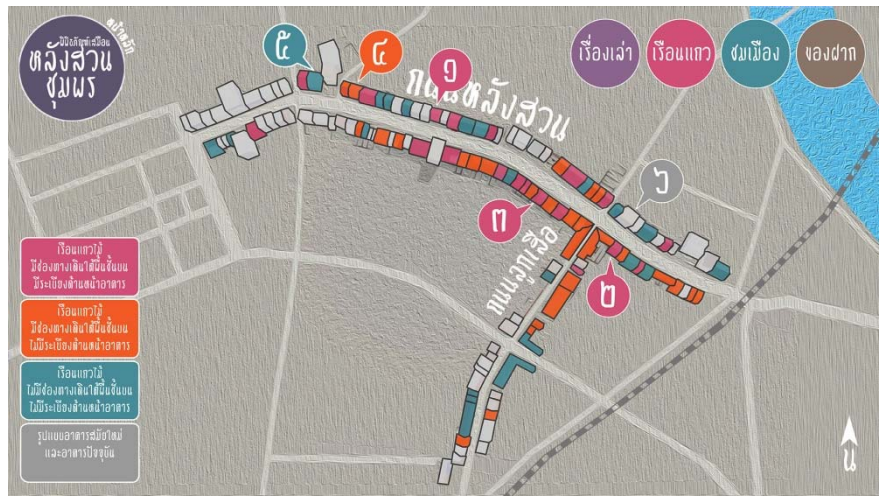 หน้าหลัก
พิพิธภัณฑ์เสมือน
หลังสวน
ชุมพร
เรื่องเล่า
เรือนแถว
ชมเมือง
ของฝาก
๕
๔
๑
ถนนหลังสวน
๖
๓
๒
ถนนลูกเสือ
เรือนแถวไม้
มีช่องทางเดินใต้พื้นชั้นบน
มีระเบียงด้านหน้าอาคาร
เรือนแถวไม้
มีช่องทางเดินใต้พื้นชั้นบน
ไม่มีระเบียงด้านหน้าอาคาร
เรือนแถวไม้
ไม่มีช่องทางเดินใต้พื้นชั้นบน
ไม่มีระเบียงด้านหน้าอาคาร
รูปแบบอาคารสมัยใหม่
และอาคารปัจจุบัน
น